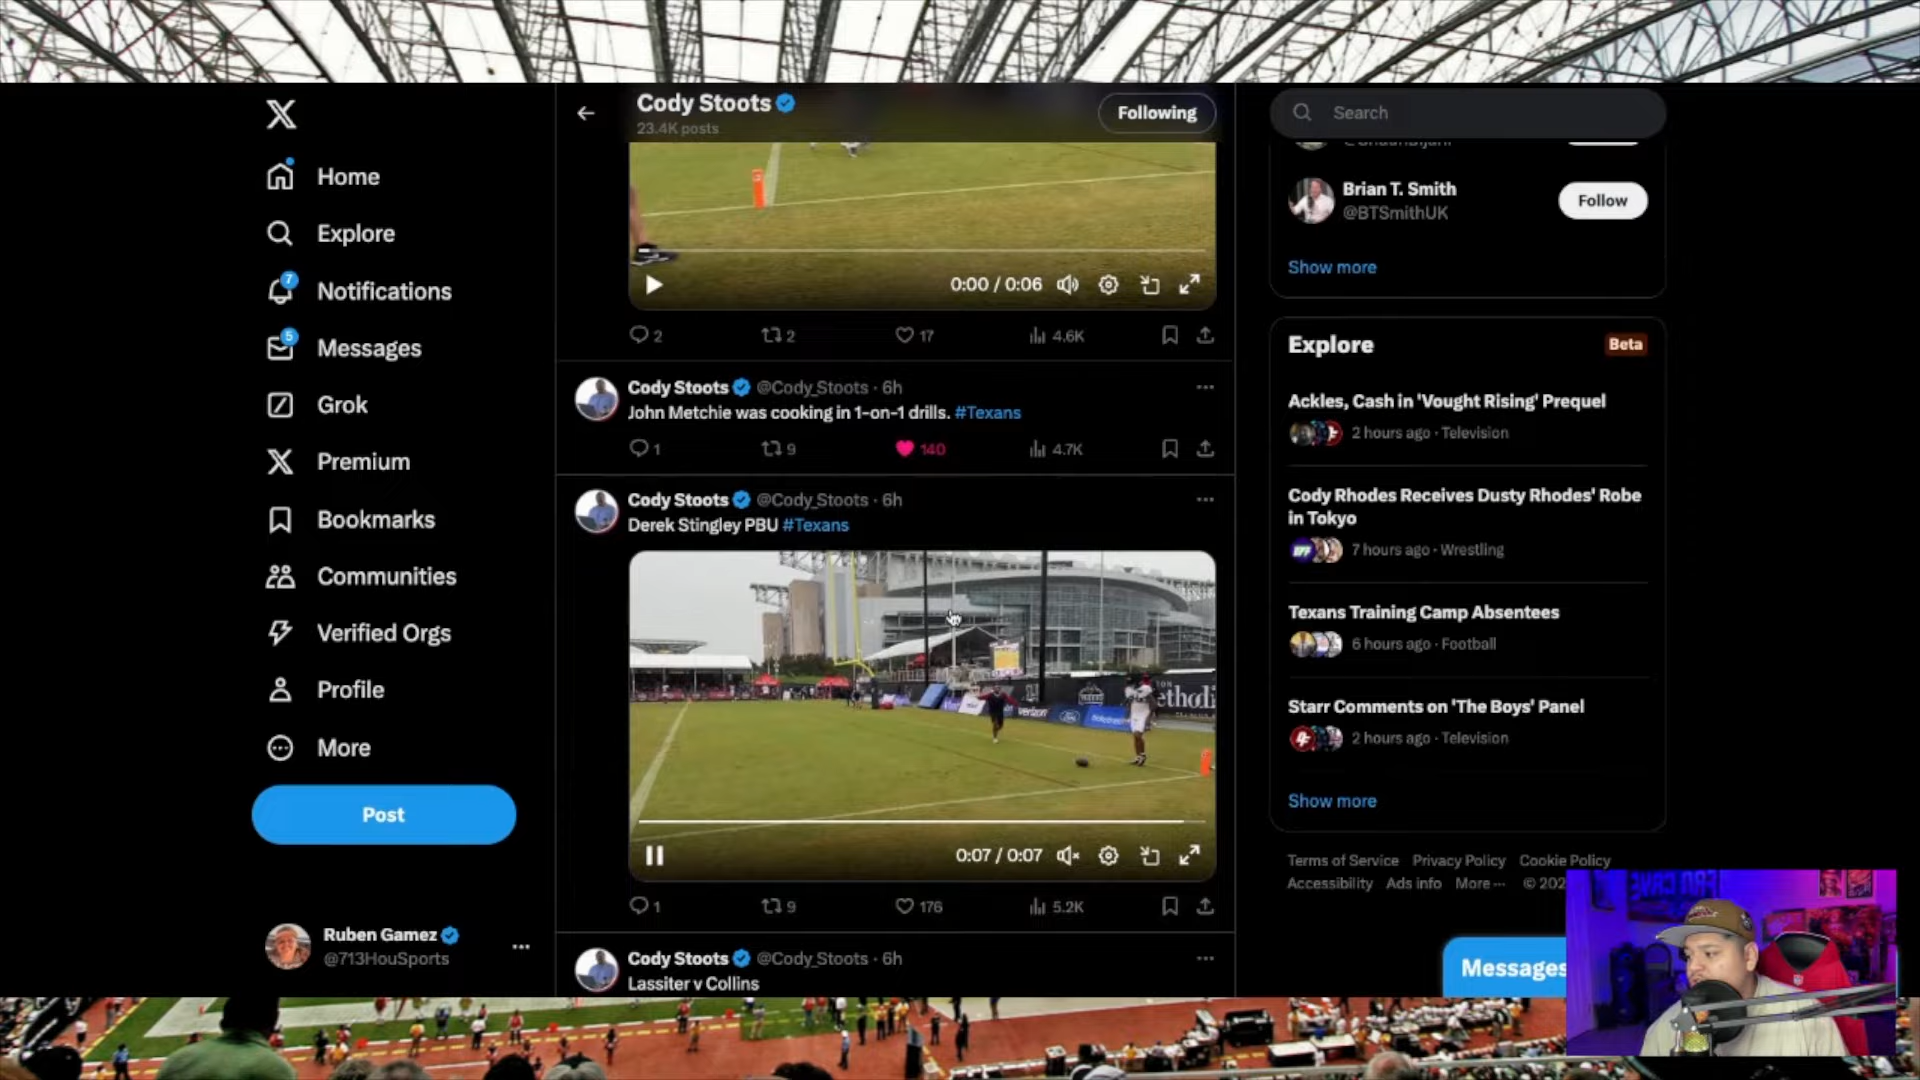 Home
Explore
7
Notifications
5
Messages
Grok
Premium
Bookmarks
Communities
Verified Orgs
Profile
More
Post
Ruben Gamez
@713HouSports
Cody Stoots
23.4K posts
Following
0:00 / 0:06
2
2
17
4.6K
Cody Stoots @Cody_Stoots · 6h
John Metchie was cooking in 1-on-1 drills. #Texans
1
9
140
4.7K
Cody Stoots @Cody_Stoots · 6h
Derek Stingley PBU #Texans
verizon
ethodi
0:07 / 0:07
1
9
176
5.2K
Cody Stoots @Cody_Stoots · 6h
Lassiter v Collins
Search
Brian T. Smith
@BTSmithUK
Follow
Show more
Explore
Beta
Ackles, Cash in 'Vought Rising' Prequel
2 hours ago · Television
Cody Rhodes Receives Dusty Rhodes' Robe
in Tokyo
7 hours ago · Wrestling
Texans Training Camp Absentees
6 hours ago · Football
Starr Comments on 'The Boys' Panel
2 hours ago · Television
Show more
Terms of Service Privacy Policy Cookie Policy
Accessibility Ads info More ··· © 202
Messages